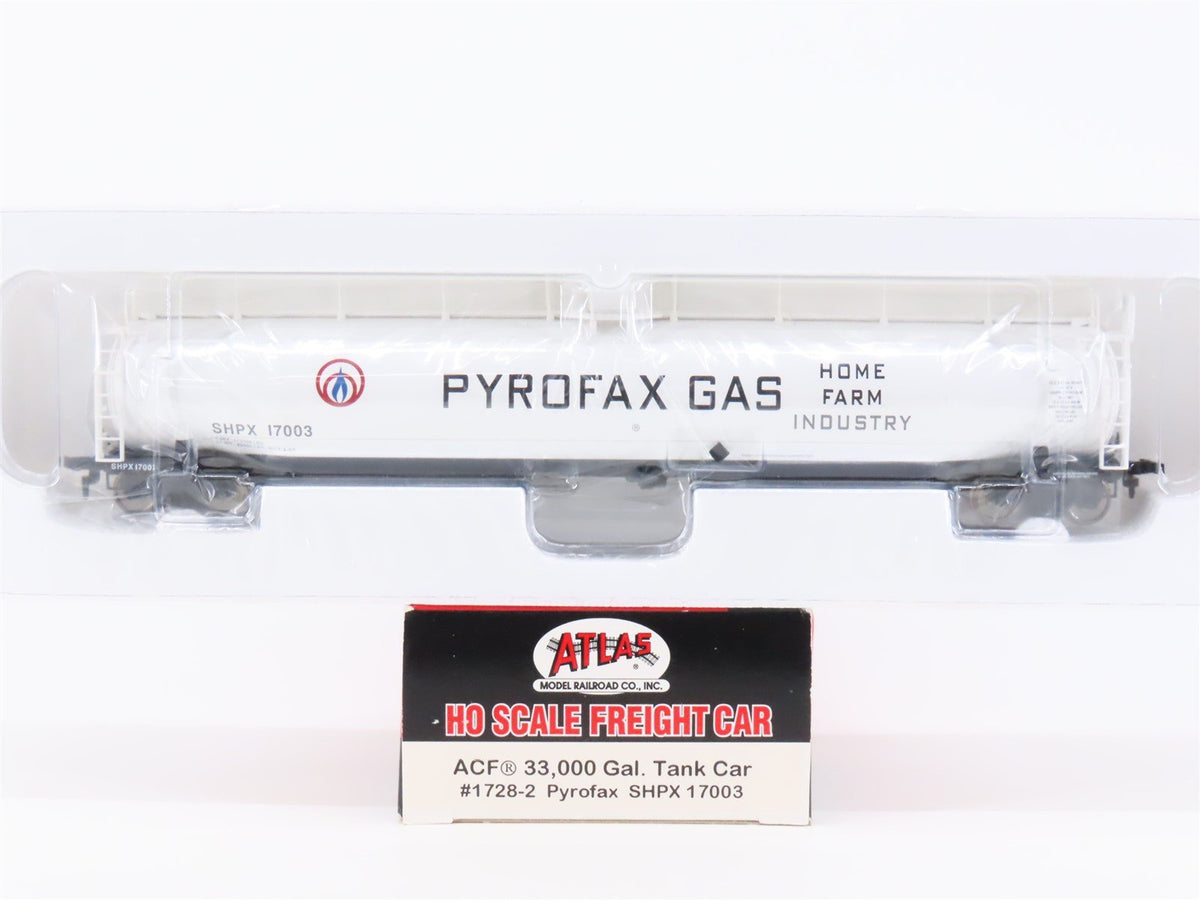 PYROFAX GAS
HOME
FARM
INDUSTRY
®
SHPX 17003
ATLAS
®
MODEL RAILROAD CO., INC.
HO SCALE FREIGHT CAR
ACF® 33,000 Gal. Tank Car
#1728-2 Pyrofax SHPX 17003